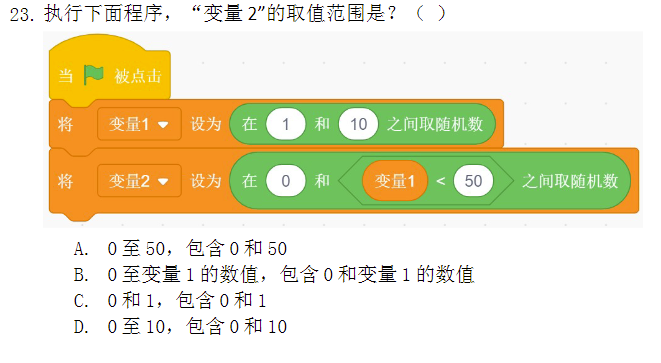 23. 执行下面程序，“变量 2”的取值范围是？（ ）
当 被点击
将 变量1 设为 在 1 和 10 之间取随机数
将 变量2 设为 在 0 和 变量1 < 50 之间取随机数
A. 0 至 50，包含 0 和 50
B. 0 至变量 1 的数值，包含 0 和变量 1 的数值
C. 0 和 1，包含 0 和 1
D. 0 至 10，包含 0 和 10